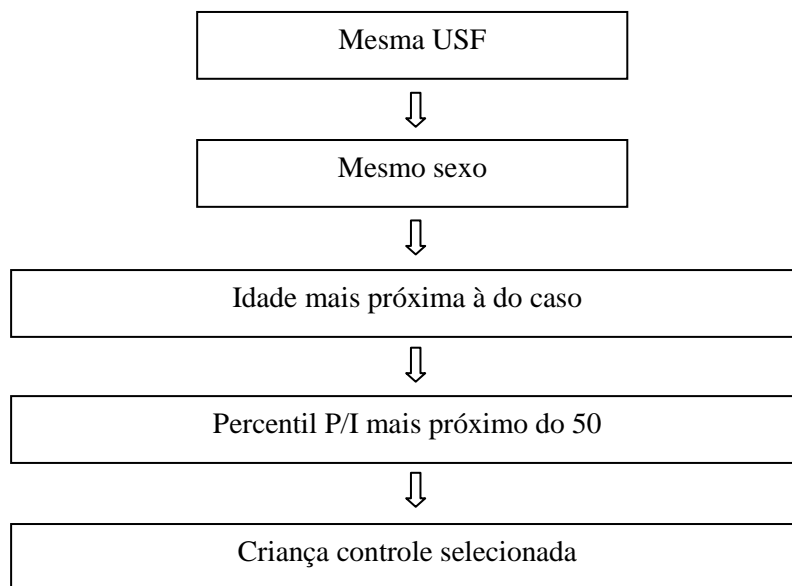 Mesma USF
Mesmo sexo
Idade mais próxima à do caso
Percentil P/I mais próximo do 50
Criança controle selecionada